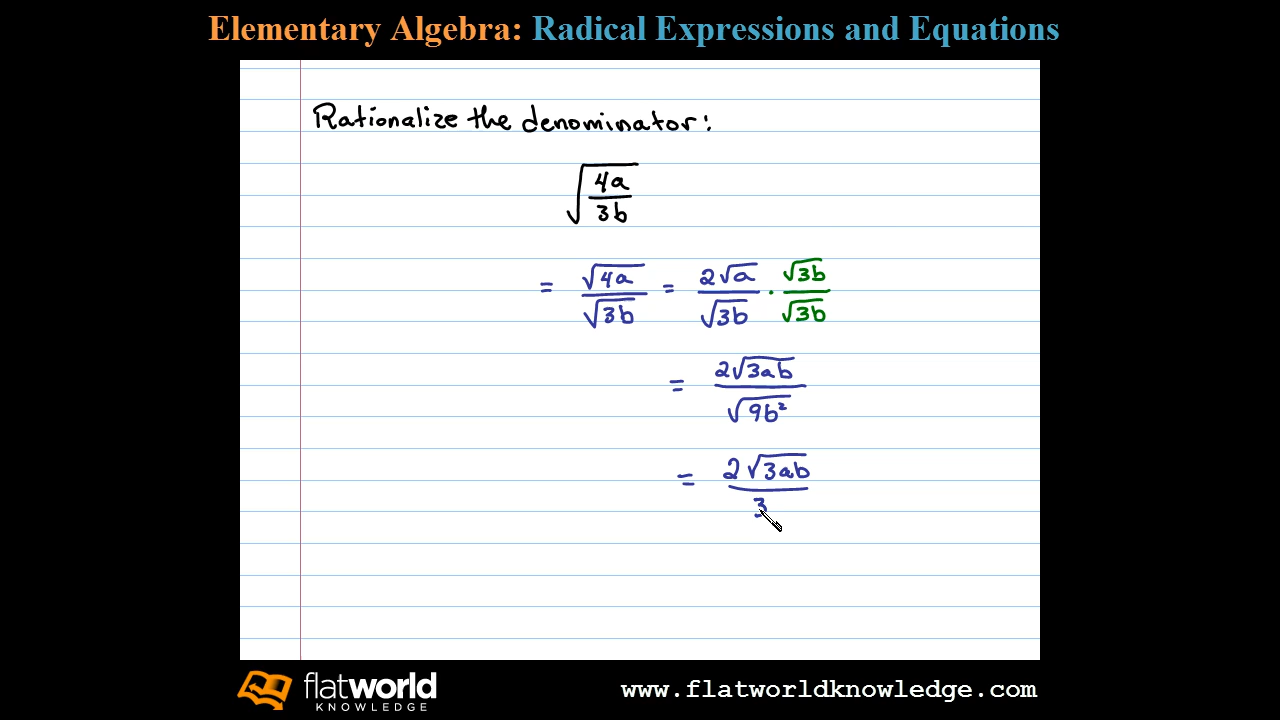 Elementary Algebra: Radical Expressions and Equations
Rationalize the denominator:
√(4a/3b)
= √4a/√3b = 2√a/√3b · √3b/√3b
= 2√3ab/√9b²
= 2√3ab/3
flatworld
KNOWLEDGE
www.flatworldknowledge.com